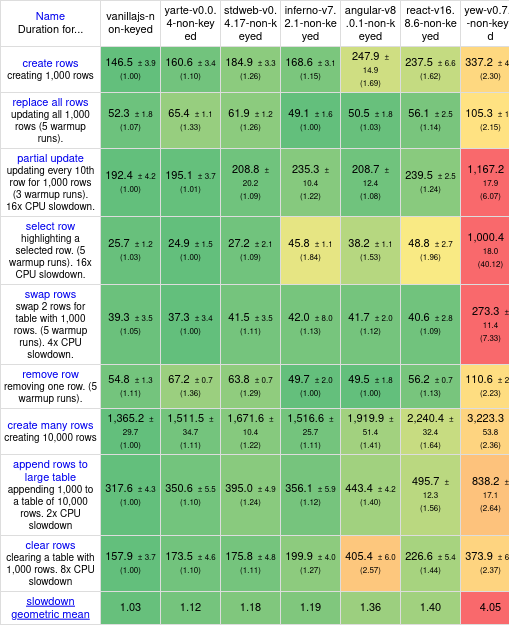 Name
Duration for...
vanillajs-n
on-keyed
yarte-v0.0.
4-non-key
ed
stdweb-v0.
4.17-non-k
eyed
inferno-v7.
2.1-non-k
eyed
angular-v8
.0.1-non-k
eyed
react-v16.
8.6-non-k
eyed
yew-v0.7.
non-keye
create rows
creating 1,000 rows
146.5 ± 3.9
(1.00)
160.6 ± 3.4
(1.10)
184.9 ± 3.3
(1.26)
168.6 ± 3.1
(1.15)
247.9 ±
14.9
(1.69)
237.5 ± 6.6
(1.62)
337.2 ± 4
(2.30)
replace all rows
updating all 1,000
rows (5 warmup
runs).
52.3 ± 1.8
(1.07)
65.4 ± 1.1
(1.33)
61.9 ± 1.2
(1.26)
49.1 ± 1.6
(1.00)
50.5 ± 1.8
(1.03)
56.1 ± 2.5
(1.14)
105.3 ± 1
(2.15)
partial update
updating every 10th
row for 1,000 rows
(3 warmup runs).
16x CPU slowdown.
192.4 ± 4.2
(1.00)
195.1 ± 3.7
(1.01)
208.8 ±
20.2
(1.09)
235.3 ±
10.4
(1.22)
208.7 ±
12.4
(1.08)
239.5 ± 2.5
(1.24)
1,167.2
17.9
(6.07)
select row
highlighting a
selected row. (5
warmup runs). 16x
CPU slowdown.
25.7 ± 1.2
(1.03)
24.9 ± 1.5
(1.00)
27.2 ± 2.1
(1.09)
45.8 ± 1.1
(1.84)
38.2 ± 1.1
(1.53)
48.8 ± 2.7
(1.96)
1,000.4
18.0
(40.12)
swap rows
swap 2 rows for
table with 1,000
rows. (5 warmup
runs). 4x CPU
slowdown.
39.3 ± 3.5
(1.05)
37.3 ± 3.4
(1.00)
41.5 ± 3.5
(1.11)
42.0 ± 8.0
(1.13)
41.7 ± 2.0
(1.12)
40.6 ± 2.8
(1.09)
273.3 ±
11.4
(7.33)
remove row
removing one row. (5
warmup runs).
54.8 ± 1.3
(1.11)
67.2 ± 0.7
(1.36)
63.8 ± 0.7
(1.29)
49.7 ± 2.0
(1.00)
49.5 ± 1.8
(1.00)
56.2 ± 0.7
(1.13)
110.6 ± 2
(2.23)
create many rows
creating 10,000 rows
1,365.2 ±
29.7
(1.00)
1,511.5 ±
34.7
(1.11)
1,671.6 ±
10.4
(1.22)
1,516.6 ±
25.7
(1.11)
1,919.9 ±
51.4
(1.41)
2,240.4 ±
32.4
(1.64)
3,223.3
53.8
(2.36)
append rows to
large table
appending 1,000 to
a table of 10,000
rows. 2x CPU
slowdown
317.6 ± 4.3
(1.00)
350.6 ± 5.5
(1.10)
395.0 ± 4.9
(1.24)
356.1 ± 5.9
(1.12)
443.4 ± 4.2
(1.40)
495.7 ±
12.3
(1.56)
838.2 ±
17.1
(2.64)
clear rows
clearing a table with
1,000 rows. 8x CPU
slowdown
157.9 ± 3.7
(1.00)
173.5 ± 4.6
(1.10)
175.8 ± 4.8
(1.11)
199.9 ± 4.0
(1.27)
405.4 ± 6.0
(2.57)
226.6 ± 5.4
(1.44)
373.9 ± 6
(2.37)
slowdown
geometric mean
1.03
1.12
1.18
1.19
1.36
1.40
4.05